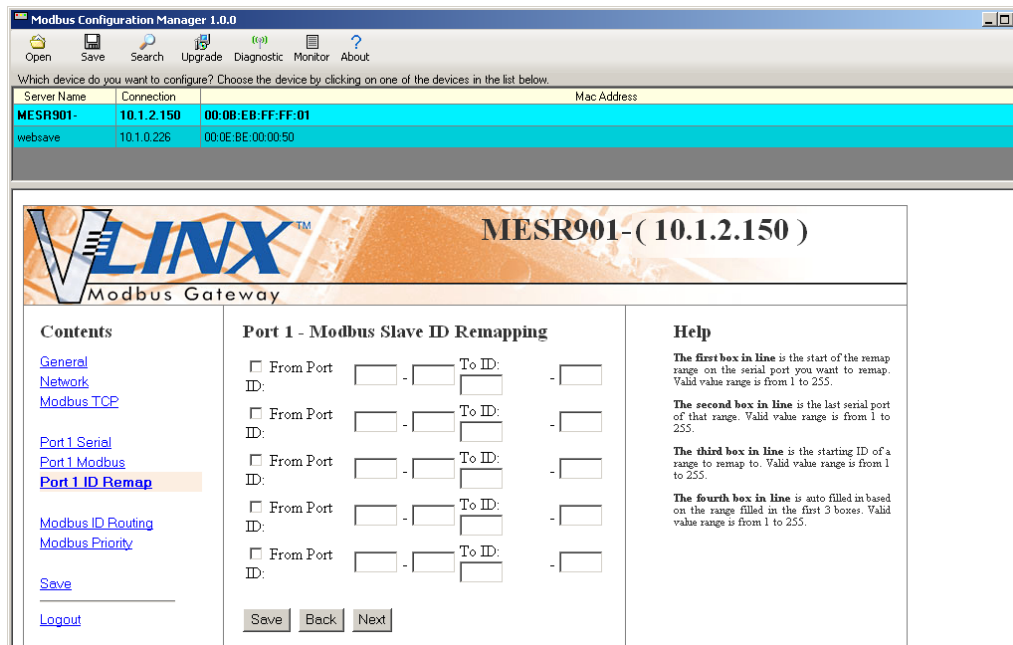 Modbus Configuration Manager 1.0.0
Open Save Search Upgrade Diagnostic Monitor About
Which device do you want to configure? Choose the device by clicking on one of the devices in the list below.
Server Name Connection Mac Address
MESR901- 10.1.2.150 00:0B:EB:FF:FF:01
websave 10.1.0.226 00:0E:BE:00:00:50
VLINX™
Modbus Gateway
MESR901-( 10.1.2.150 )
Contents
General
Network
Modbus TCP
Port 1 Serial
Port 1 Modbus
Port 1 ID Remap
Modbus ID Routing
Modbus Priority
Save
Logout
Port 1 - Modbus Slave ID Remapping
From Port ID: - To ID: -
From Port ID: - To ID: -
From Port ID: - To ID: -
From Port ID: - To ID: -
From Port ID: - To ID: -
Save Back Next
Help
The first box in line is the start of the remap
range on the serial port you want to remap.
Valid value range is from 1 to 255.
The second box in line is the last serial port
of that range. Valid value range is from 1 to
255.
The third box in line is the starting ID of a
range to remap to. Valid value range is from 1
to 255.
The fourth box in line is auto filled in based
on the range filled in the first 3 boxes. Valid
value range is from 1 to 255.